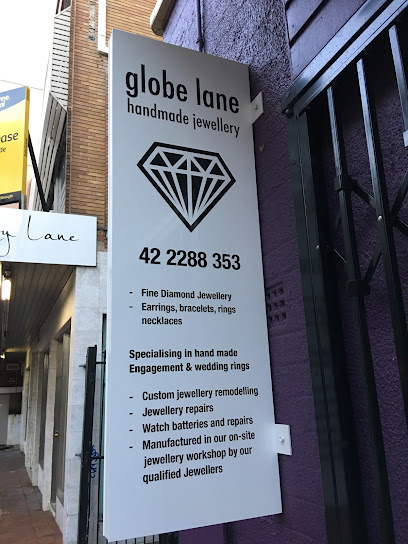 globe lane
handmade jewellery
42 2288 353
- Fine Diamond Jewellery
- Earrings, bracelets, rings
necklaces
Specialising in hand made
Engagement & wedding rings
- Custom jewellery remodelling
- Jewellery repairs
- Watch batteries and repairs
- Manufactured in our on-site
jewellery workshop by our
qualified Jewellers
Lane